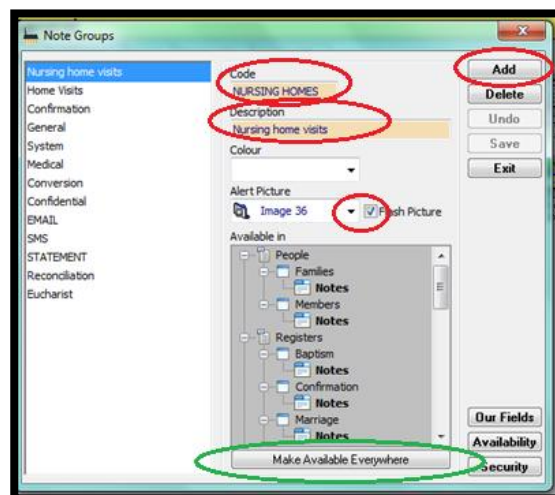 Note Groups
Nursing home visits
Home Visits
Confirmation
General
System
Medical
Conversion
Confidential
EMAIL
SMS
STATEMENT
Reconciliation
Eucharist
Code
NURSING HOMES
Description
Nursing home visits
Colour
Alert Picture
Image 36
Picture
Available in
People
Families
Notes
Members
Notes
Registers
Baptism
Notes
Confirmation
Notes
Marriage
Notes
Make Available Everywhere
Add
Delete
Undo
Save
Exit
Our Fields
Availability
Security